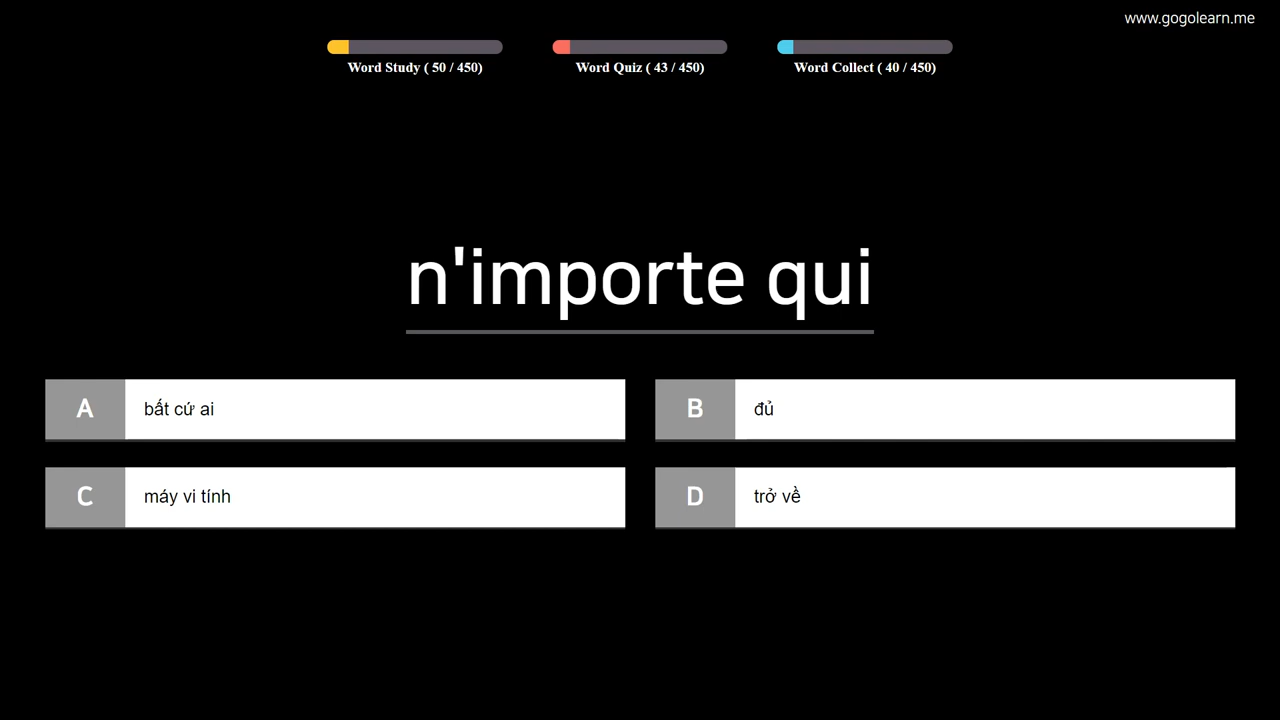 www.gogolearn.me
Word Study ( 50 / 450)
Word Quiz ( 43 / 450)
Word Collect ( 40 / 450)
n'importe qui
A bất cứ ai
B đủ
C máy vi tính
D trở về